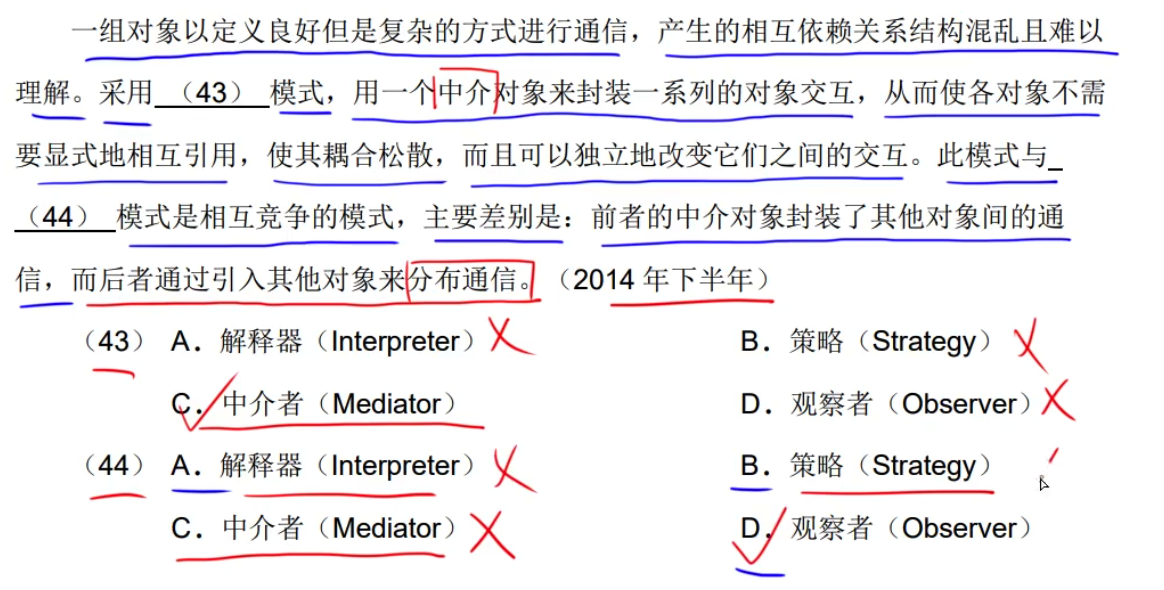 一组对象以定义良好但是复杂的方式进行通信，产生的相互依赖关系结构混乱且难以
理解。采用 （43） 模式，用一个中介对象来封装一系列的对象交互，从而使各对象不需
要显式地相互引用，使其耦合松散，而且可以独立地改变它们之间的交互。此模式与_
（44） 模式是相互竞争的模式，主要差别是：前者的中介对象封装了其他对象间的通
信，而后者通过引入其他对象来分布通信。（2014 年下半年）
（43） A．解释器（Interpreter） B．策略（Strategy）
C．中介者（Mediator） D．观察者（Observer）
（44） A．解释器（Interpreter） B．策略（Strategy）
C．中介者（Mediator） D．观察者（Observer）